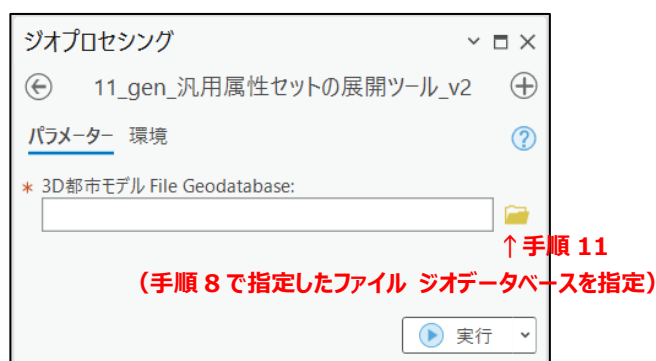 ジオプロセシング
11_gen_汎用属性セットの展開ツール_v2
パラメーター 環境
* 3D都市モデル File Geodatabase:
↑手順 11
（手順 8 で指定したファイル ジオデータベースを指定）
実行